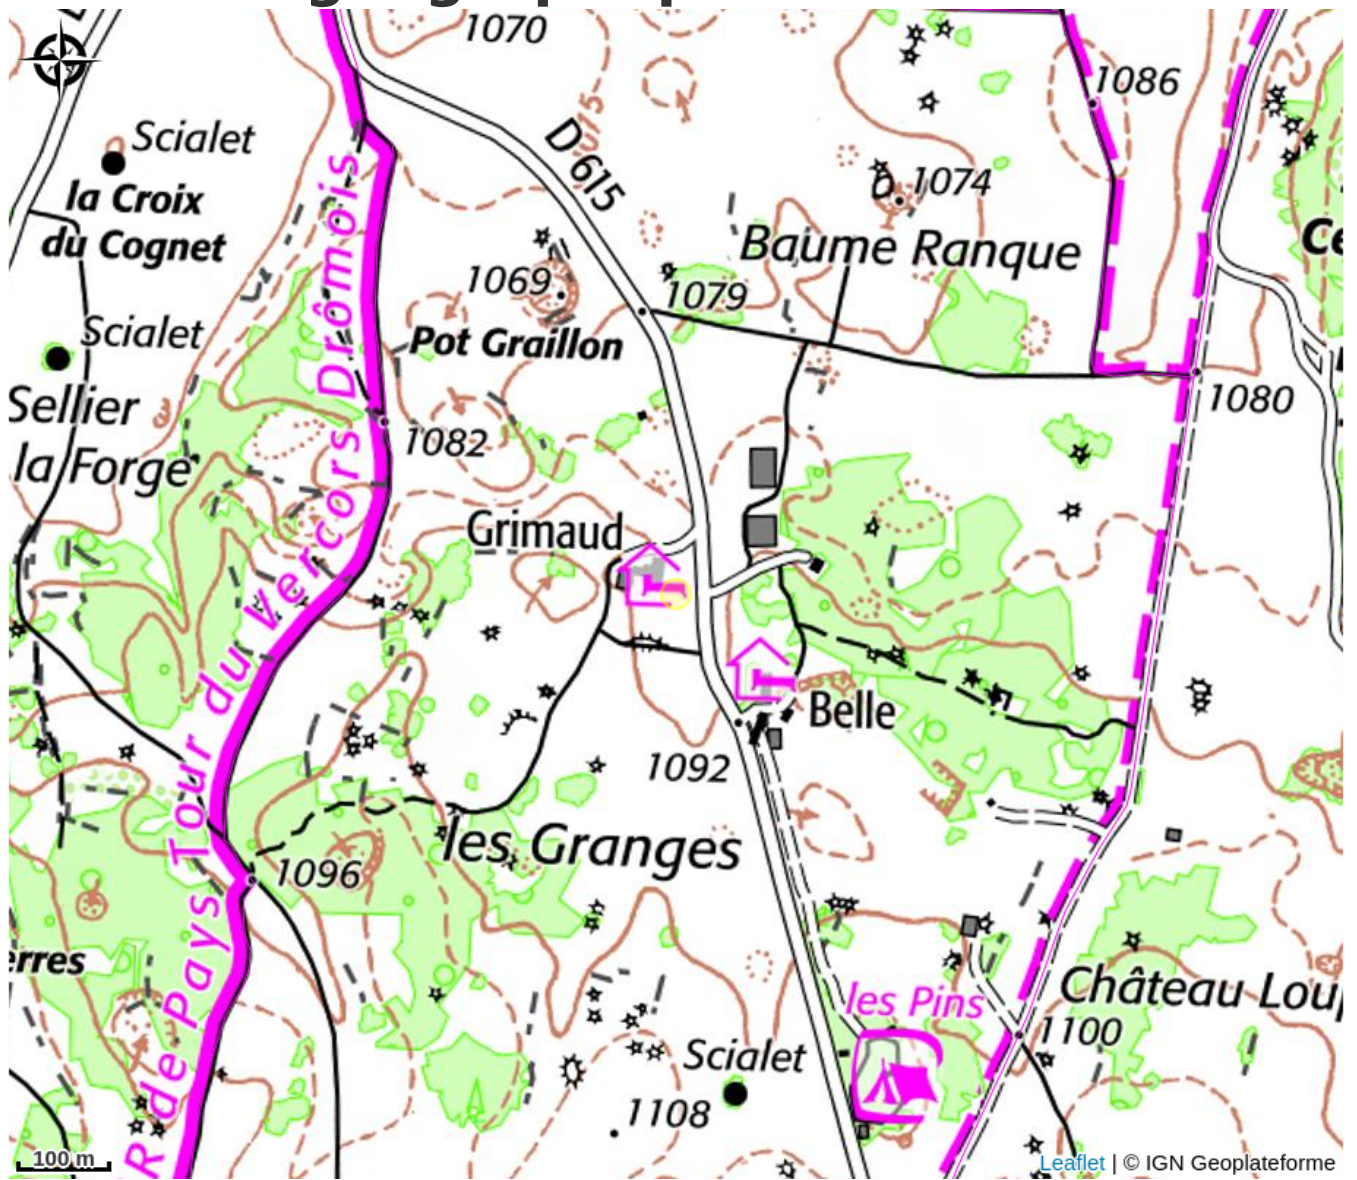 1070
1086
D 615
Scialet
la Croix
du Cognet
1074
Baume Ranque
1069
1079
Scialet
Pot Graillon
Sellier
la Forge
1082
1080
Grimaud
R de Pays Tour du Vercors Drômois
Belle
1092
les Granges
1096
erres
les Pins
Château Lou
1100
Scialet
1108
100 m
Leaflet | © IGN Geoplateforme